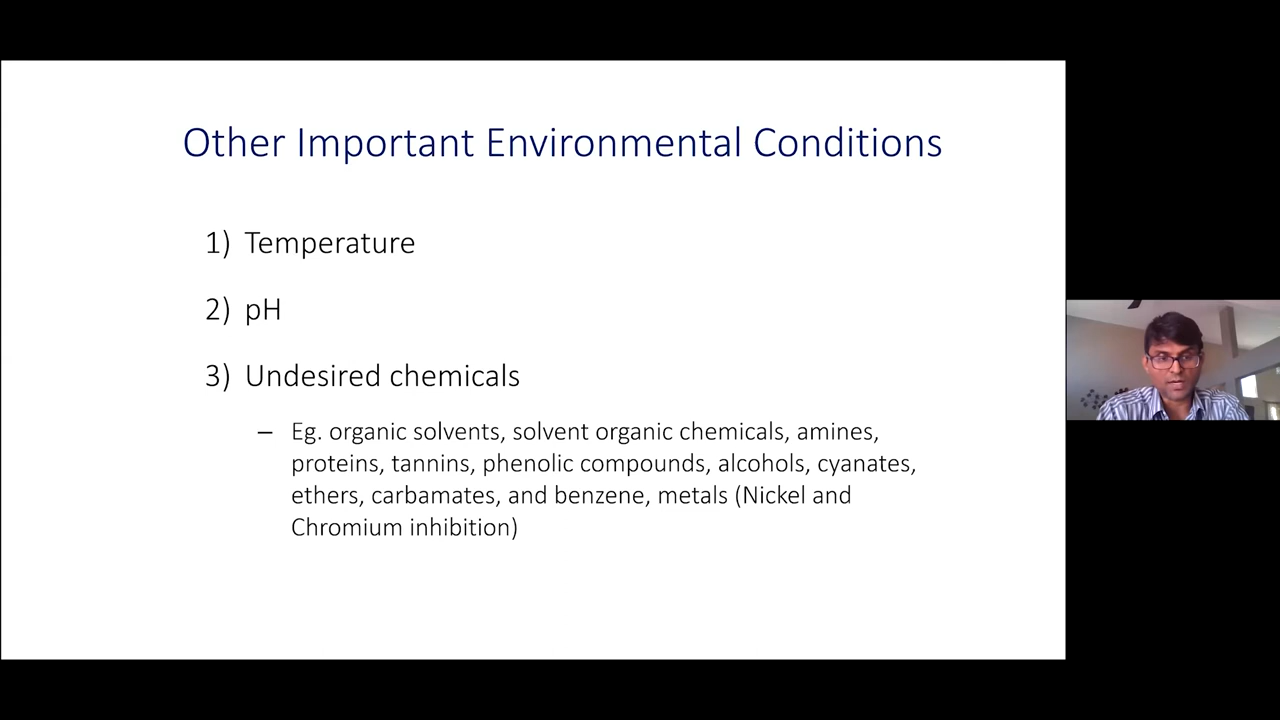 Other Important Environmental Conditions
1) Temperature
2) pH
3) Undesired chemicals
– Eg. organic solvents, solvent organic chemicals, amines,
proteins, tannins, phenolic compounds, alcohols, cyanates,
ethers, carbamates, and benzene, metals (Nickel and
Chromium inhibition)